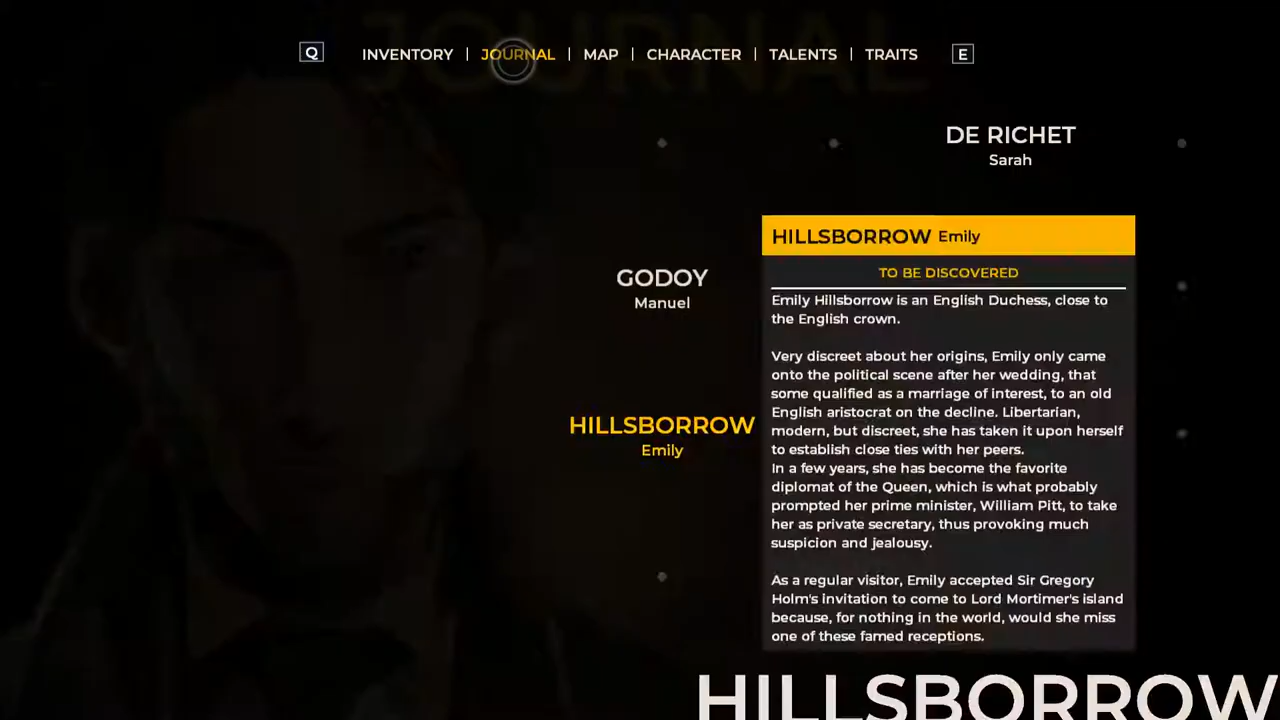 JOURNAL
Q INVENTORY | JOURNAL | MAP | CHARACTER | TALENTS | TRAITS E
DE RICHET
Sarah
GODOY
Manuel
HILLSBORROW
Emily
HILLSBORROW Emily
TO BE DISCOVERED
Emily Hillsborrow is an English Duchess, close to
the English crown.
Very discreet about her origins, Emily only came
onto the political scene after her wedding, that
some qualified as a marriage of interest, to an old
English aristocrat on the decline. Libertarian,
modern, but discreet, she has taken it upon herself
to establish close ties with her peers.
In a few years, she has become the favorite
diplomat of the Queen, which is what probably
prompted her prime minister, William Pitt, to take
her as private secretary, thus provoking much
suspicion and jealousy.
As a regular visitor, Emily accepted Sir Gregory
Holm's invitation to come to Lord Mortimer's island
because, for nothing in the world, would she miss
one of these famed receptions.
HILLSBORROW